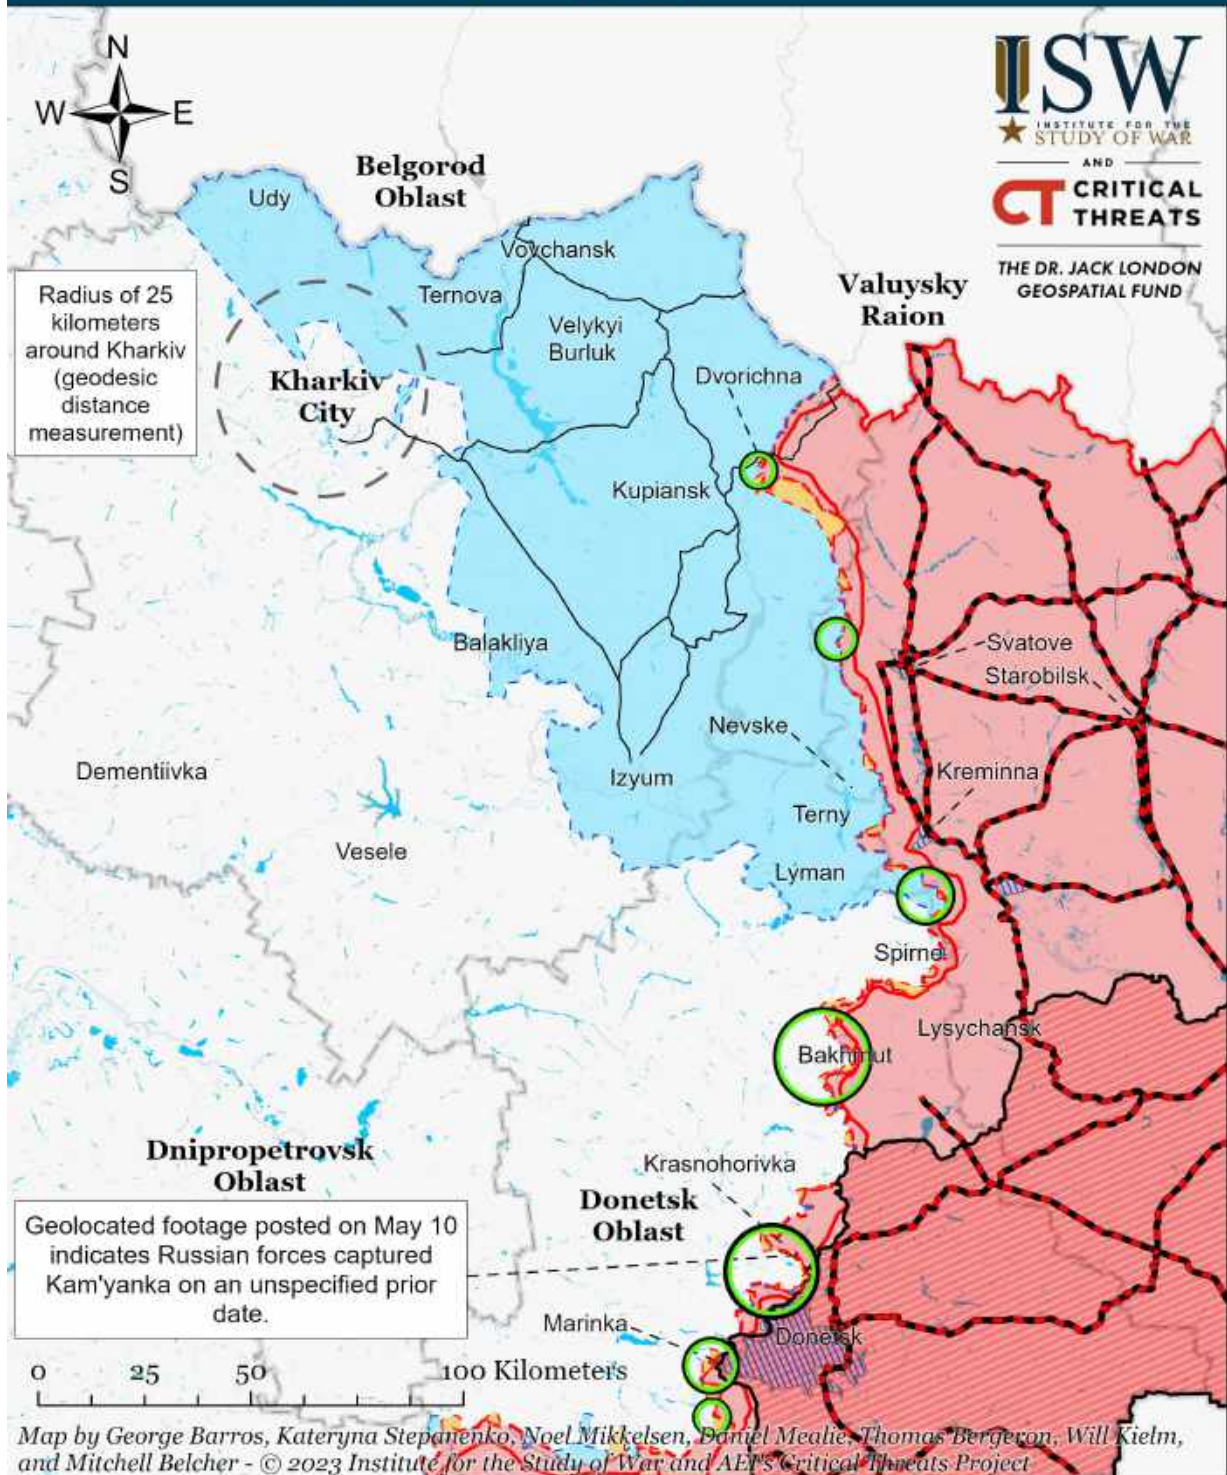 N
W E
S
ISW
INSTITUTE FOR THE
STUDY OF WAR
AND
CT CRITICAL
THREATS
THE DR. JACK LONDON
GEOSPATIAL FUND
Belgorod
Oblast
Udy
Vovchansk
Ternova
Velykyi
Burluk
Valuysky
Raion
Radius of 25
kilometers
around Kharkiv
(geodesic
distance
measurement)
Kharkiv
City
Dvorichna
Kupiansk
Balakliya
Svatove
Starobilsk
Nevske
Izyum
Dementiivka
Kreminna
Terny
Vesele
Lyman
Spirne
Lysychansk
Bakhmut
Dnipropetrovsk
Oblast
Krasnohorivka
Donetsk
Oblast
Geolocated footage posted on May 10
indicates Russian forces captured
Kam'yanka on an unspecified prior
date.
Marinka
Donetsk
0 25 50 100 Kilometers
Map by George Barros, Kateryna Stepanenko, Noel Mikkelsen, Daniel Mealie, Thomas Bergeron, Will Kielm,
and Mitchell Belcher - © 2023 Institute for the Study of War and AEI's Critical Threats Project